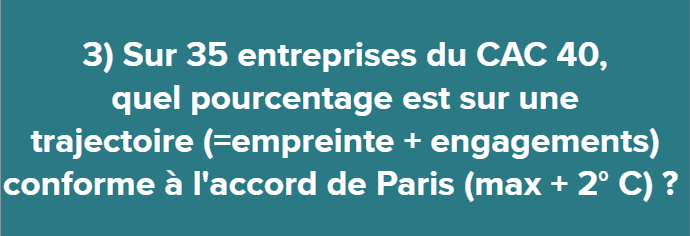 3) Sur 35 entreprises du CAC 40,
quel pourcentage est sur une
trajectoire (=empreinte + engagements)
conforme à l'accord de Paris (max + 2° C) ?